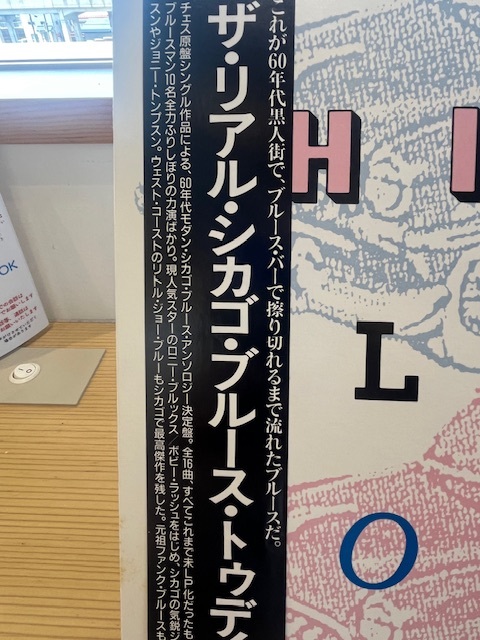 これが60年代黒人街で、ブルース・バーで擦り切れるまで流れたブルースだ。
ザ・リアル・シカゴ・ブルース・トゥデイ
チェス原盤シングル作品による、60年代モダン・シカゴ・ブルース・アンソロジー決定盤。全16曲、すべてこれまで未LP化だったも
ブルースマン10名全力ふりしぼりの力演ばかり。現人気スターのロニー・ブルックス/ボビー・ラッシュをはじめ、シカゴの気鋭ジ
スンやジョニー・トンプスン。ウェスト・コーストのリトル・ジョー・ブルーもシカゴで最高傑作を残した。元祖ファンク・ブルースも
HI
L
O
OK